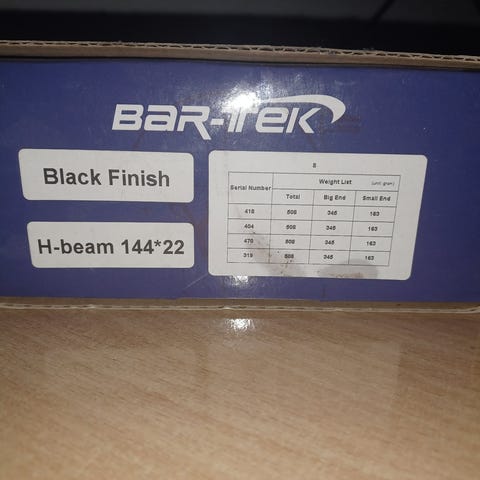 BAR-TEK
Black Finish
H-beam 144*22
8
Serial Number Weight List (unit: gram)
Total Big End Small End
418 508 345 163
404 508 345 163
470 508 345 163
319 508 345 163